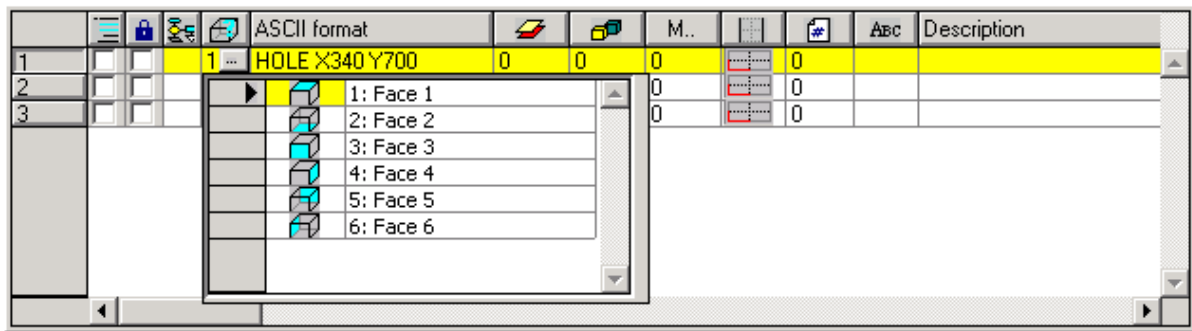 ASCII format M.. # ABC Description
1 1 ... HOLE X340 Y700 0 0 0 0
2 0 0
3 0 0
1: Face 1
2: Face 2
3: Face 3
4: Face 4
5: Face 5
6: Face 6